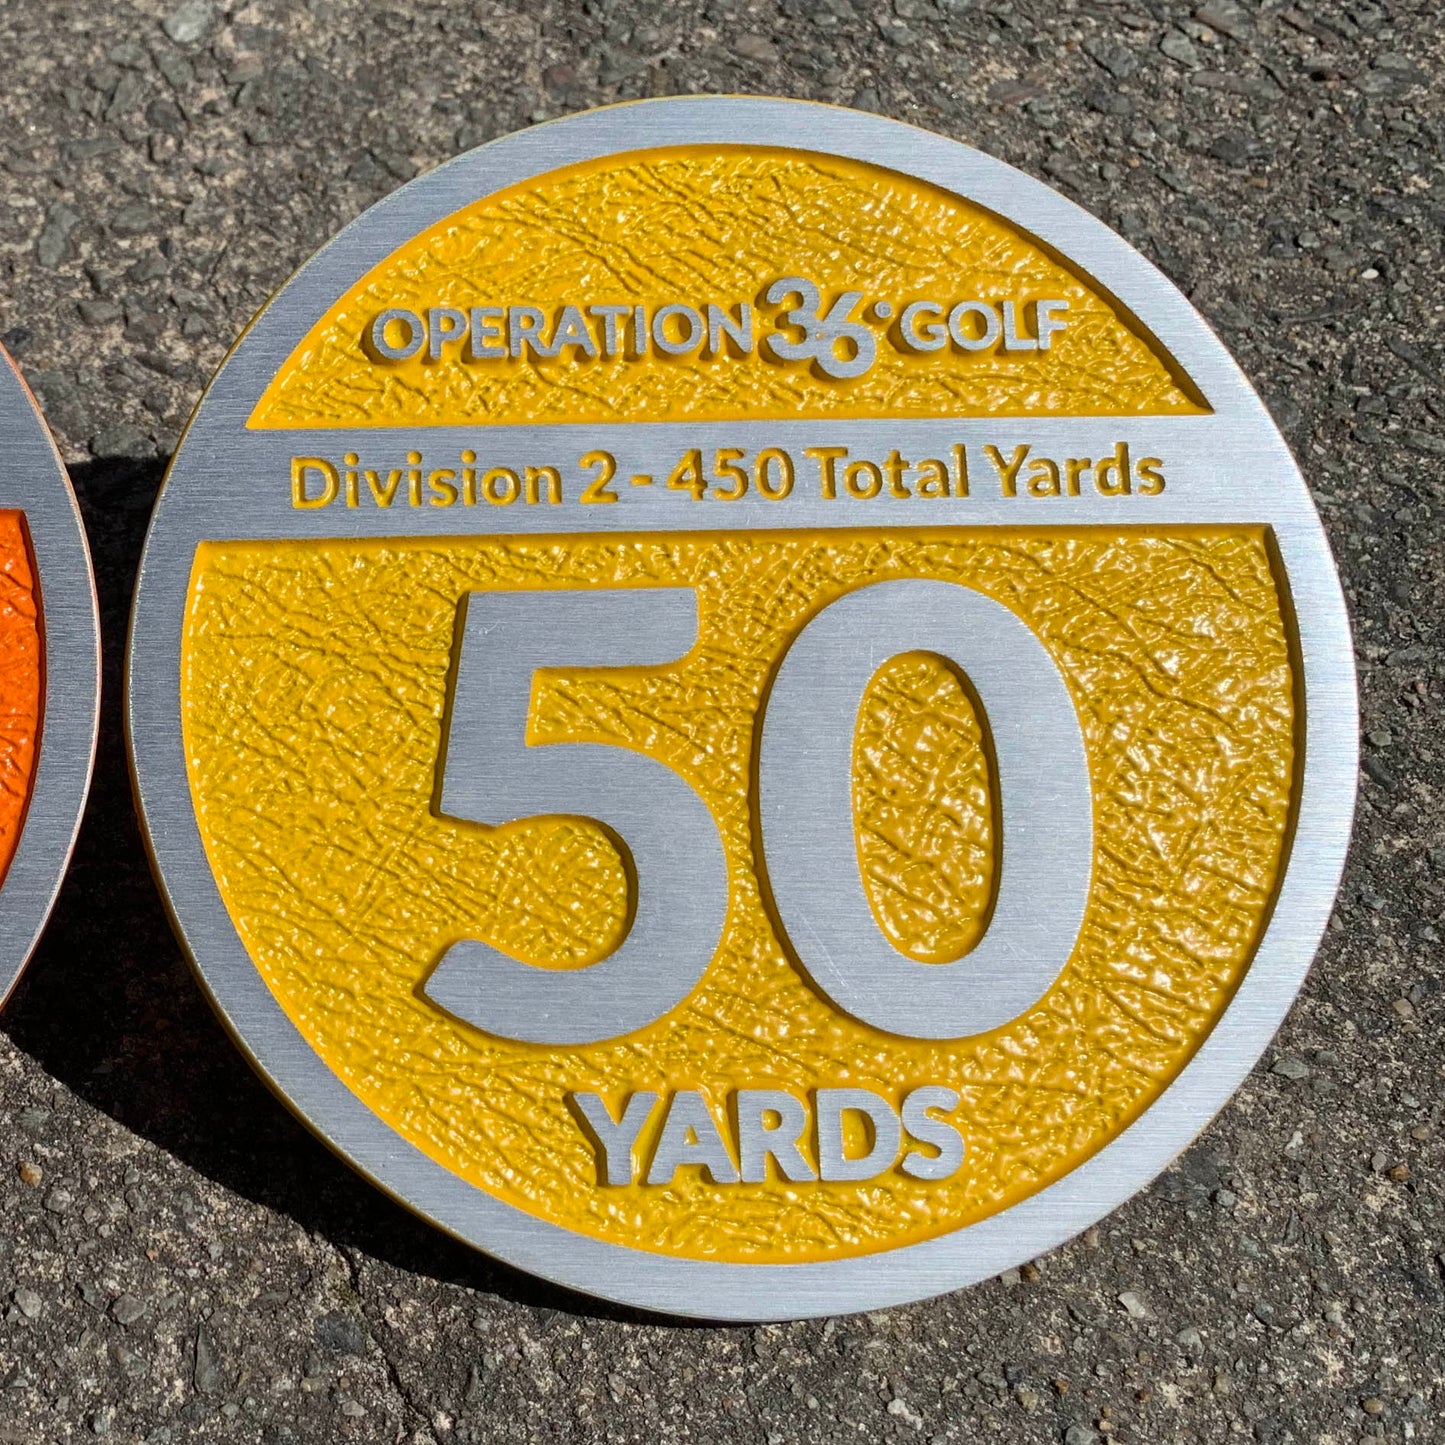 OPERATION 36° GOLF
Division 2 - 450 Total Yards
50
YARDS